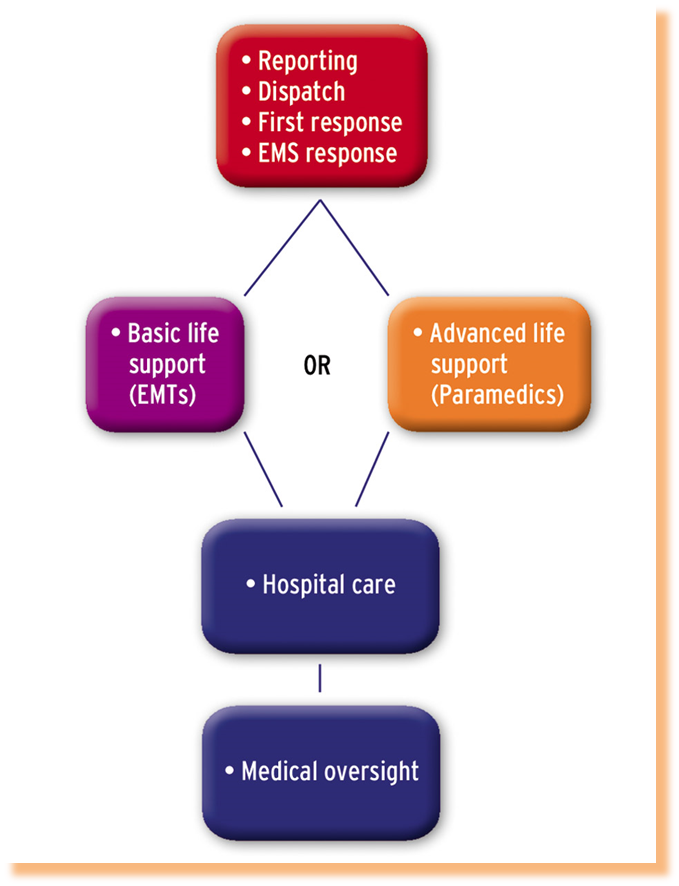 • Reporting
• Dispatch
• First response
• EMS response
• Basic life
support
(EMTs)
OR
• Advanced life
support
(Paramedics)
• Hospital care
• Medical oversight